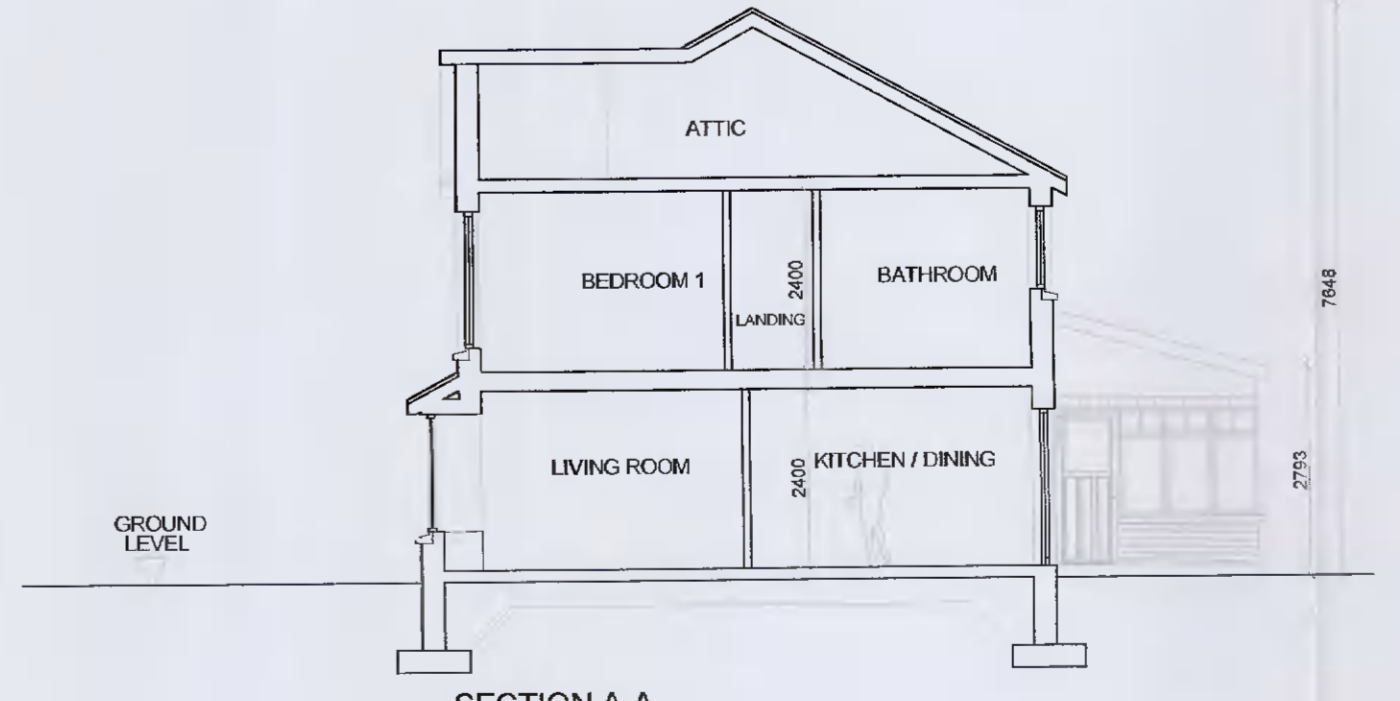 ATTIC
BEDROOM 1
2400
BATHROOM
LANDING
7648
LIVING ROOM
2400
KITCHEN / DINING
2793
GROUND
LEVEL
SECTION A-A